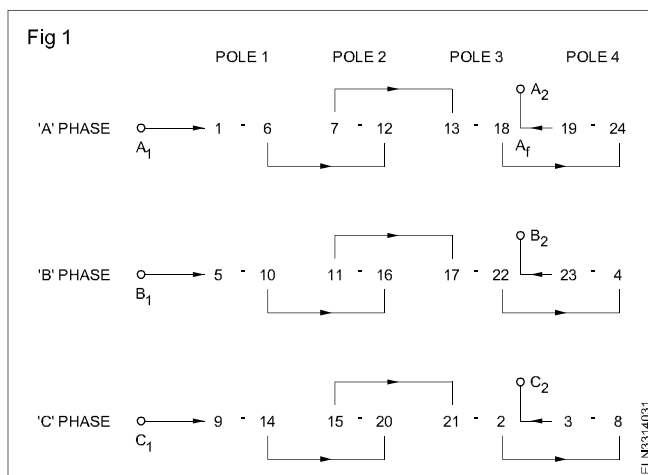 Fig 1
POLE 1 POLE 2 POLE 3 POLE 4
A2
'A' PHASE 1 - 6 7 - 12 13 - 18 19 - 24
A1 Af
B2
'B' PHASE 5 - 10 11 - 16 17 - 22 23 - 4
B1
C2
'C' PHASE 9 - 14 15 - 20 21 - 2 3 - 8
C1
ELN3314031